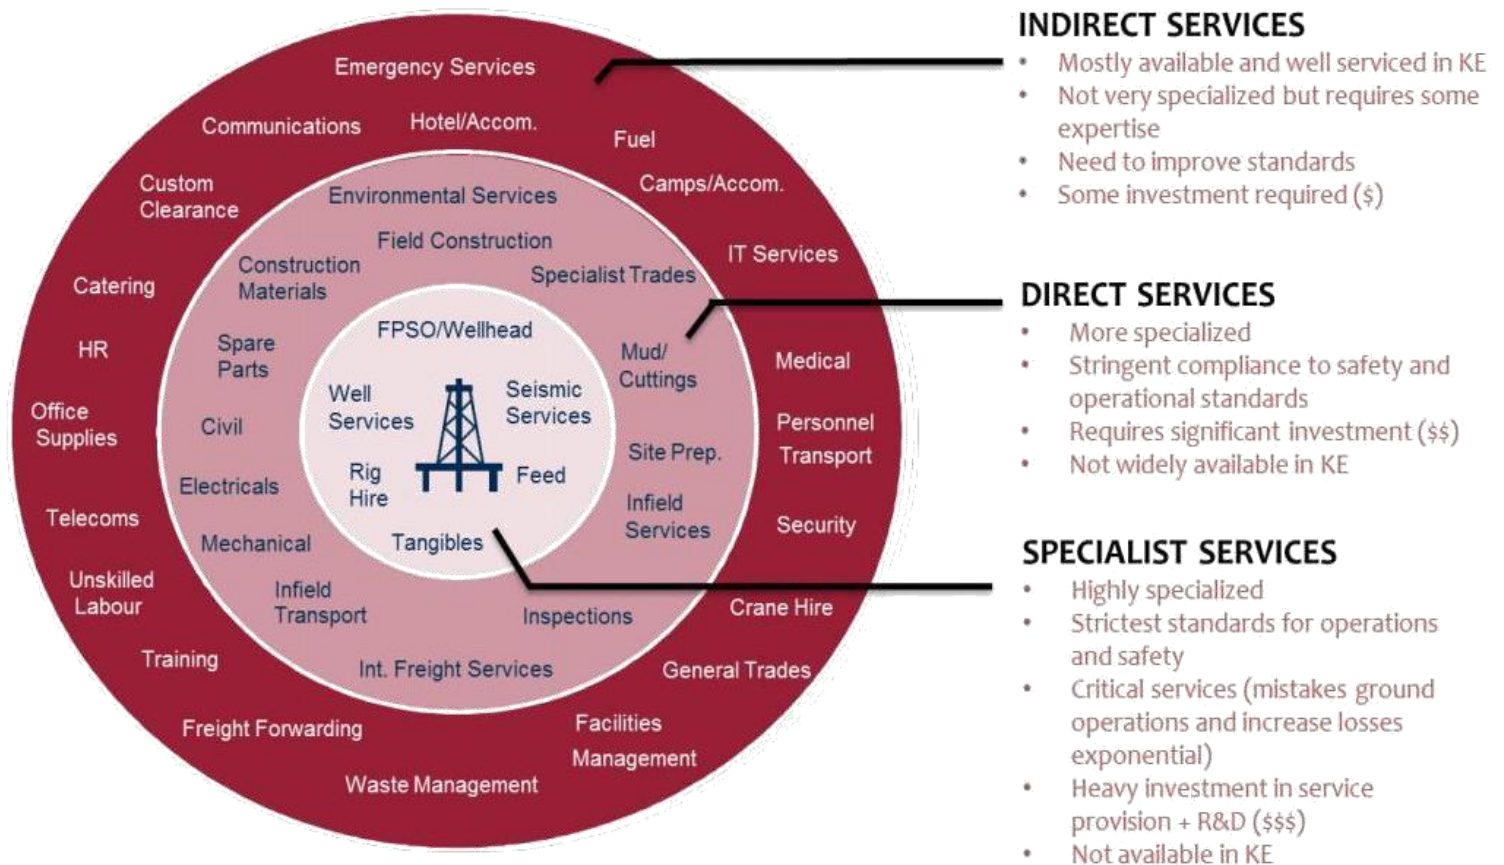 Emergency Services
Communications
Hotel/Accom.
Fuel
Custom
Clearance
Camps/Accom.
IT Services
Catering
HR
Office
Supplies
Telecoms
Unskilled
Labour
Training
Freight Forwarding
Waste Management
Facilities
Management
General Trades
Crane Hire
Security
Personnel
Transport
Medical
Environmental Services
Field Construction
Construction
Materials
Specialist Trades
Spare
Parts
Mud/
Cuttings
Civil
Site Prep.
Electricals
Infield
Services
Mechanical
Infield
Transport
Inspections
Int. Freight Services
FPSO/Wellhead
Well
Services
Seismic
Services
Rig
Hire
Feed
Tangibles
INDIRECT SERVICES
• Mostly available and well serviced in KE
• Not very specialized but requires some
expertise
• Need to improve standards
• Some investment required ($)
DIRECT SERVICES
• More specialized
• Stringent compliance to safety and
operational standards
• Requires significant investment ($$)
• Not widely available in KE
SPECIALIST SERVICES
• Highly specialized
• Strictest standards for operations
and safety
• Critical services (mistakes ground
operations and increase losses
exponential)
• Heavy investment in service
provision + R&D ($$$)
• Not available in KE